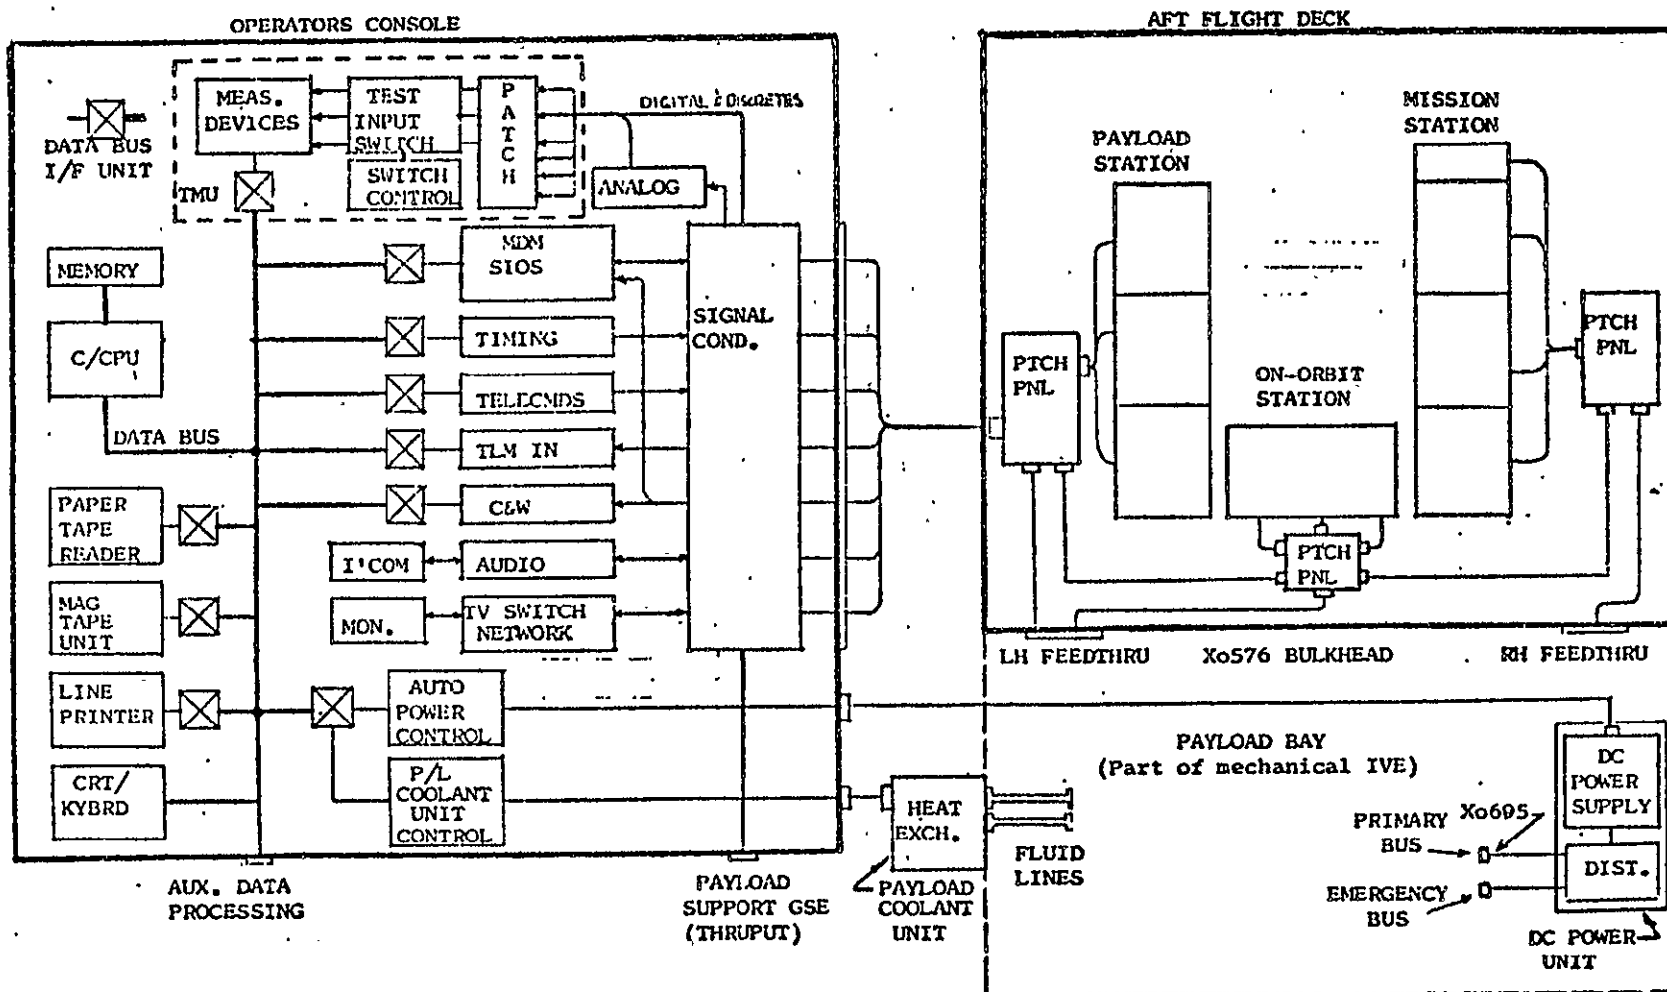 OPERATORS CONSOLE
AFT FLIGHT DECK
DATA BUS
I/F UNIT
MEAS.
DEVICES
TEST
INPUT
SWITCH
SWITCH
CONTROL
P
A
T
C
H
TMU
DIGITAL & DISCRETES
ANALOG
MEMORY
C/CPU
DATA BUS
MDM
SIOS
TIMING
TELECMDS
TLM IN
C&W
I'COM
AUDIO
MON.
TV SWITCH
NETWORK
SIGNAL
COND.
PAPER
TAPE
READER
MAG
TAPE
UNIT
LINE
PRINTER
CRT/
KYBRD
AUTO
POWER
CONTROL
P/L
COOLANT
UNIT
CONTROL
AUX. DATA
PROCESSING
PAYLOAD
SUPPORT GSE
(THRUPUT)
HEAT
EXCH.
PAYLOAD
COOLANT
UNIT
FLUID
LINES
PAYLOAD
STATION
MISSION
STATION
PTCH
PNL
ON-ORBIT
STATION
PTCH
PNL
PTCH
PNL
LH FEEDTHRU
Xo576 BULKHEAD
RH FEEDTHRU
PAYLOAD BAY
(Part of mechanical IVE)
DC
POWER
SUPPLY
DIST.
Xo695
PRIMARY
BUS
EMERGENCY
BUS
DC POWER
UNIT